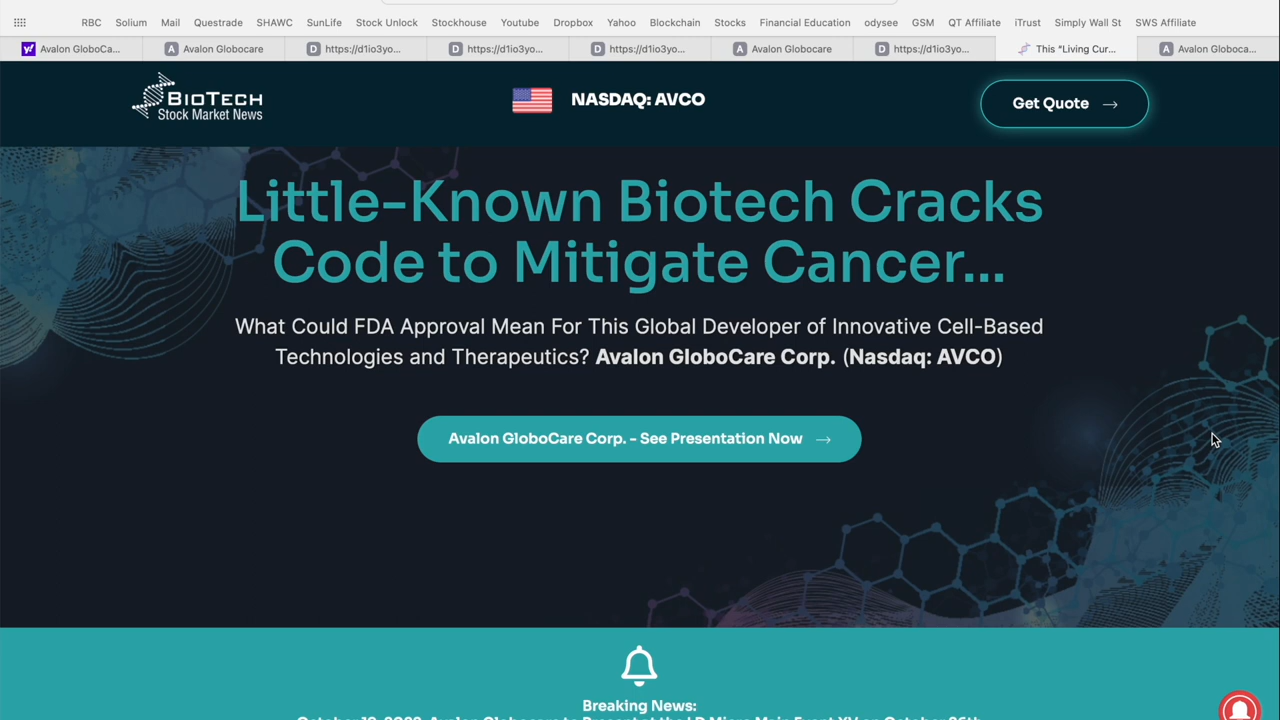 RBC Solium Mail Questrade SHAWC SunLife Stock Unlock Stockhouse Youtube Dropbox Yahoo Blockchain Stocks Financial Education odysee GSM QT Affiliate iTrust Simply Wall St SWS Affiliate
Avalon GloboCa... Avalon Globocare https://d1io3yo... https://d1io3yo... https://d1io3yo... Avalon Globocare https://d1io3yo... This “Living Cur... Avalon Globoca...
BIOTECH
Stock Market News
NASDAQ: AVCO
Get Quote
Little-Known Biotech Cracks
Code to Mitigate Cancer...
What Could FDA Approval Mean For This Global Developer of Innovative Cell-Based
Technologies and Therapeutics? Avalon GloboCare Corp. (Nasdaq: AVCO)
Avalon GloboCare Corp. - See Presentation Now
Breaking News: